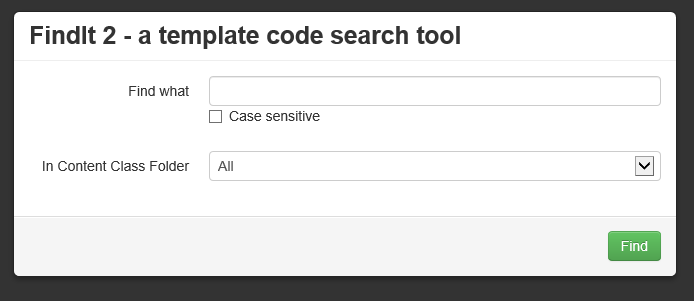 FindIt 2 - a template code search tool
Find what
Case sensitive
In Content Class Folder All
Find